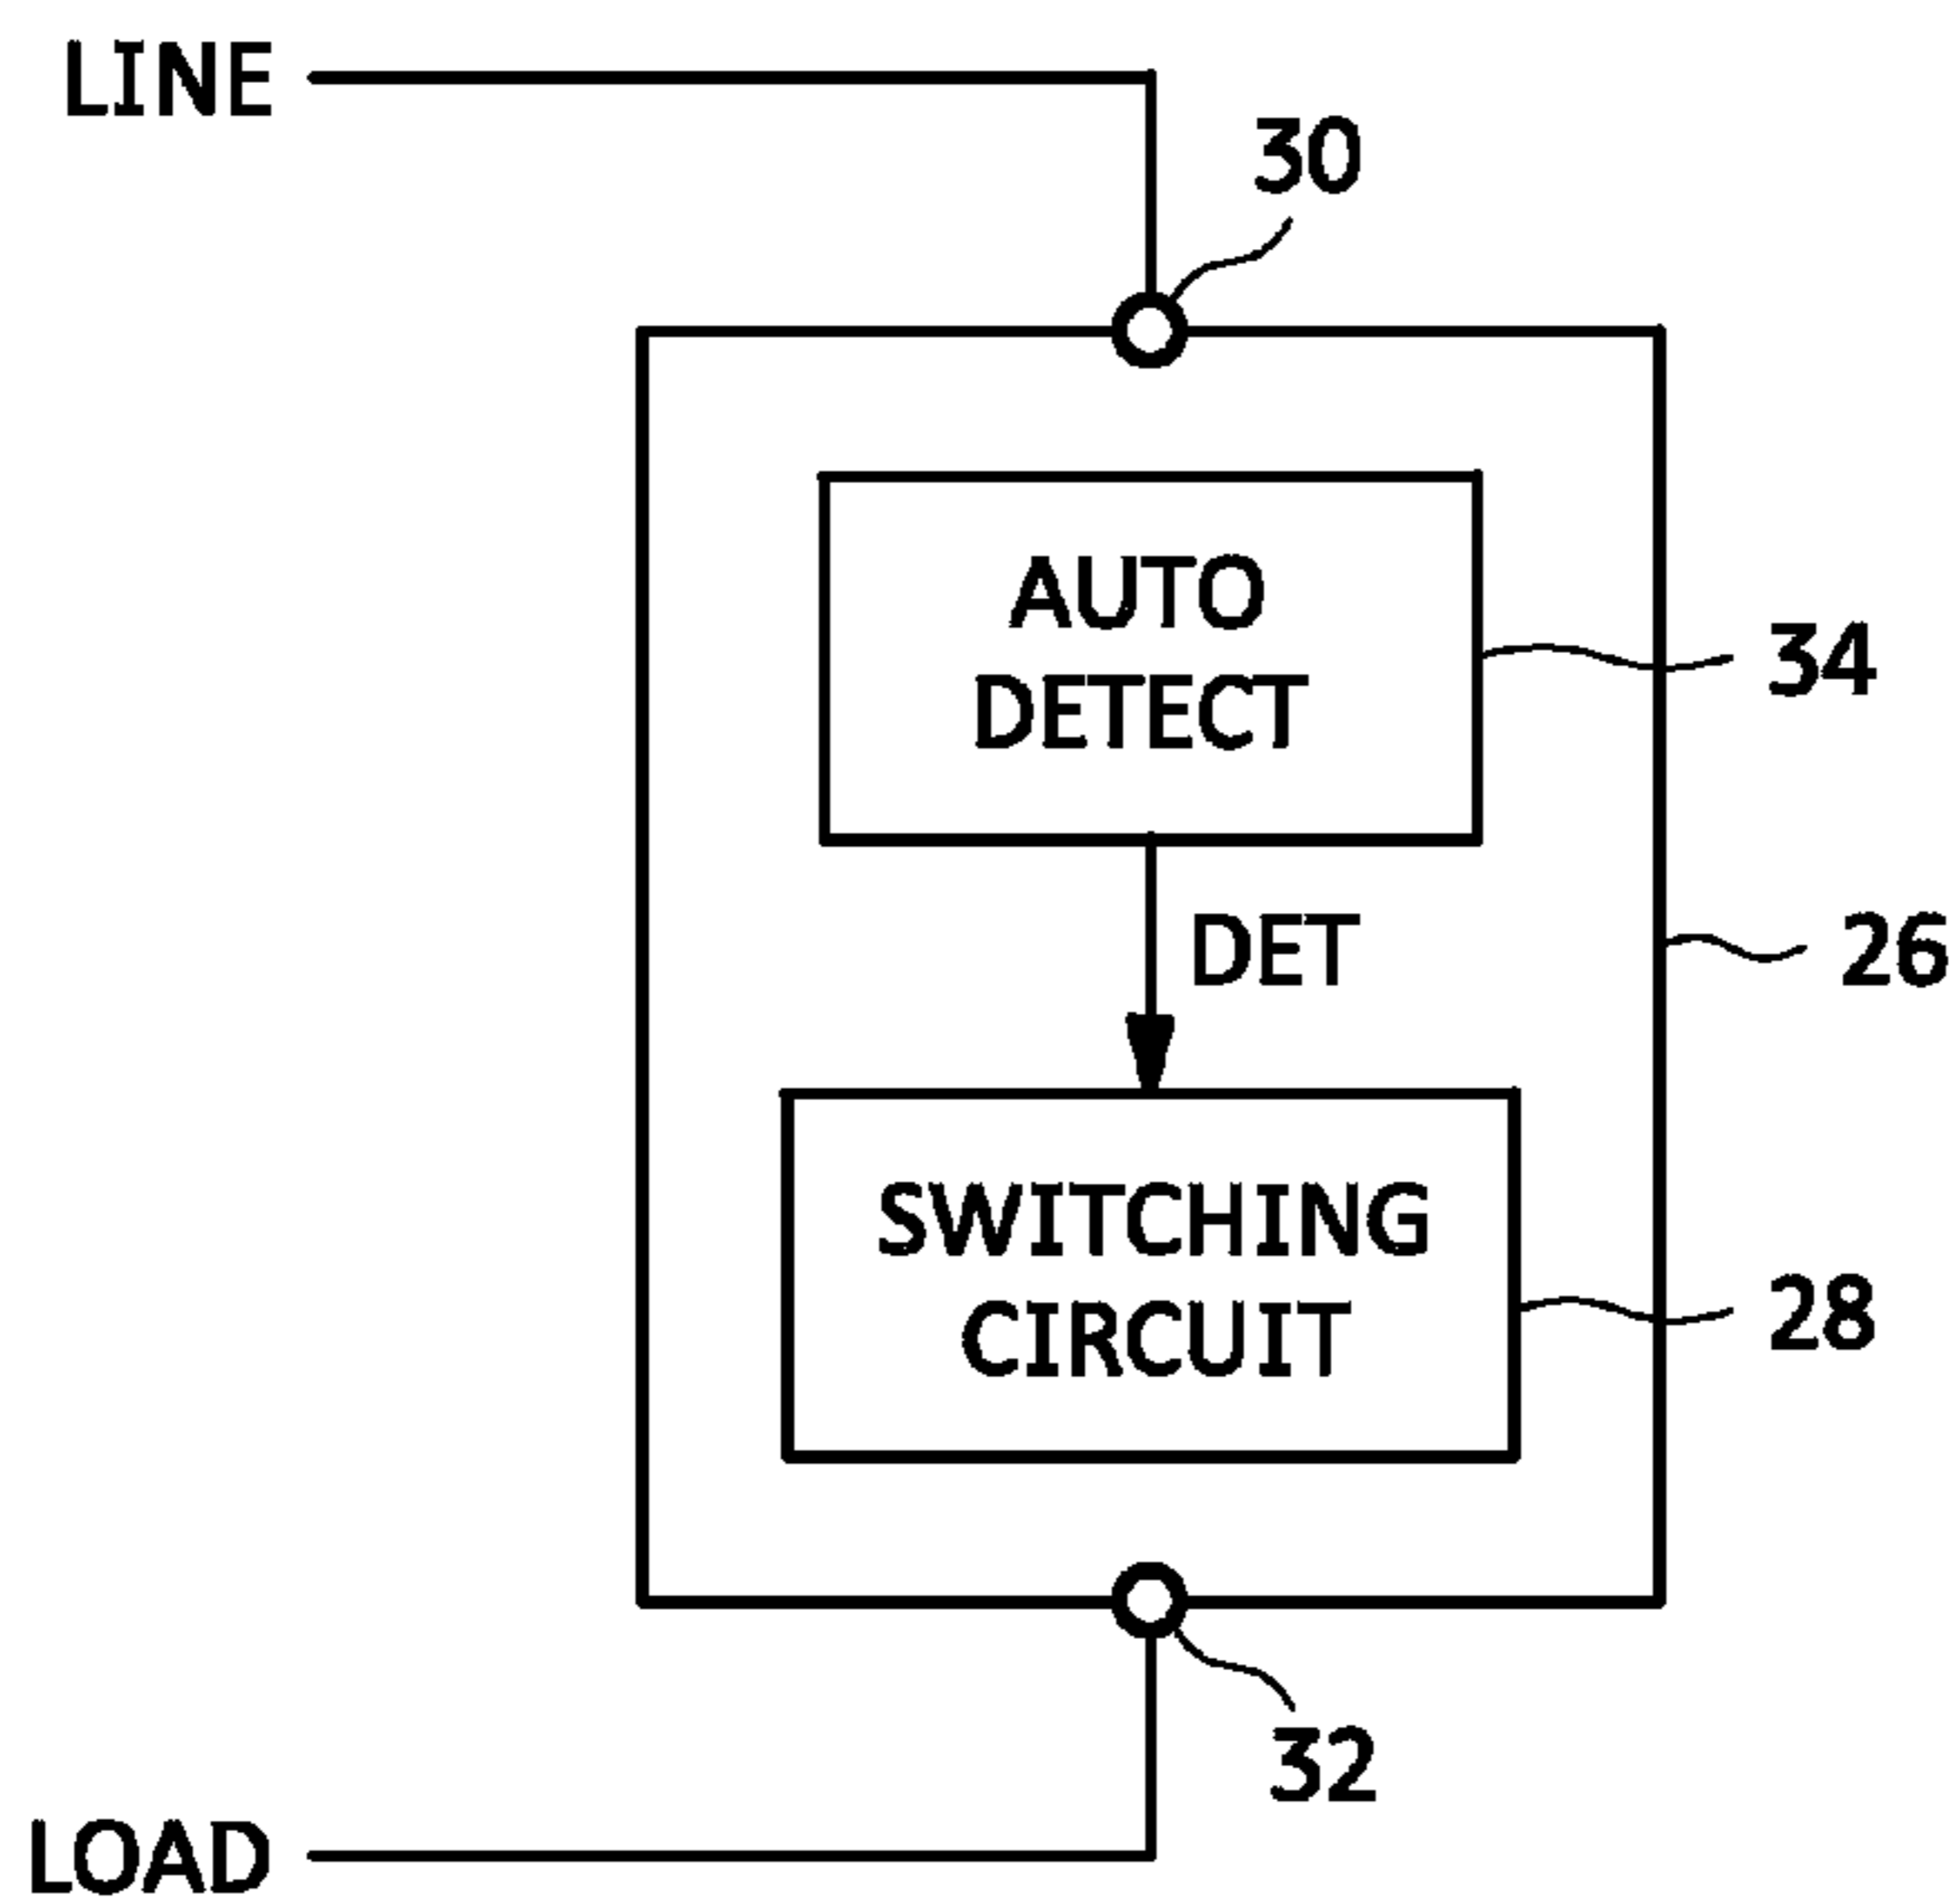 LINE
30
AUTO
DETECT
34
DET
26
SWITCHING
CIRCUIT
28
32
LOAD